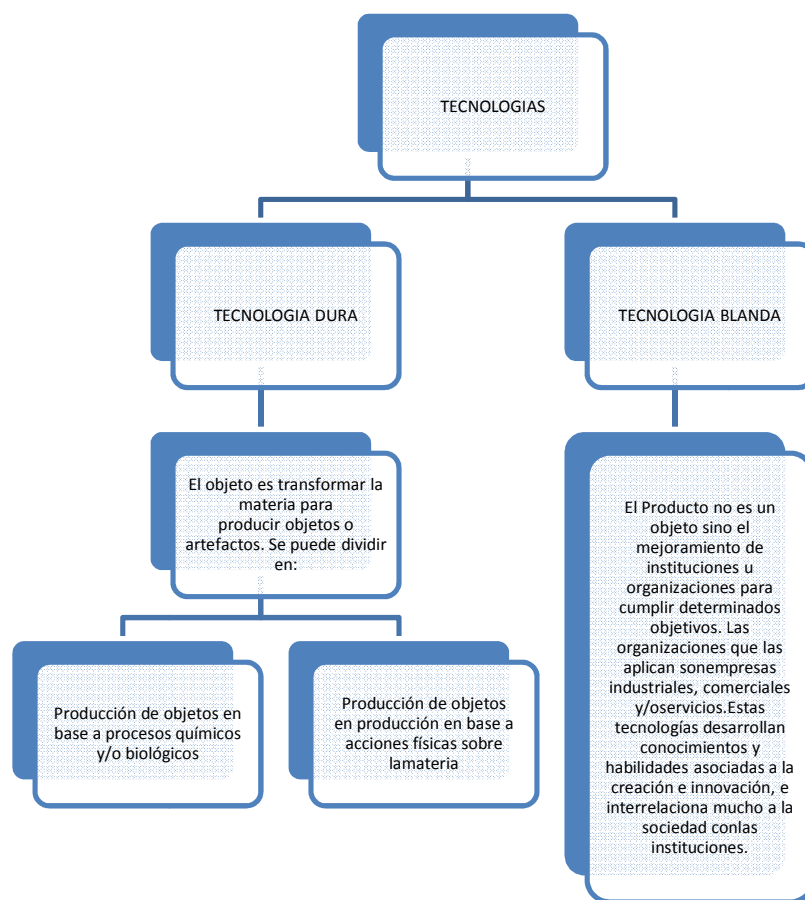 TECNOLOGIAS
TECNOLOGIA DURA
TECNOLOGIA BLANDA
El objeto es transformar la
materia para
producir objetos o
artefactos. Se puede dividir
en:
Producción de objetos en
base a procesos químicos
y/o biológicos
Producción de objetos
en producción en base a
acciones físicas sobre
lamateria
El Producto no es un
objeto sino el
mejoramiento de
instituciones u
organizaciones para
cumplir determinados
objetivos. Las
organizaciones que las
aplican sonempresas
industriales, comerciales
y/oservicios.Estas
tecnologías desarrollan
conocimientos y
habilidades asociadas a la
creación e innovación, e
interrelaciona mucho a la
sociedad conlas
instituciones.